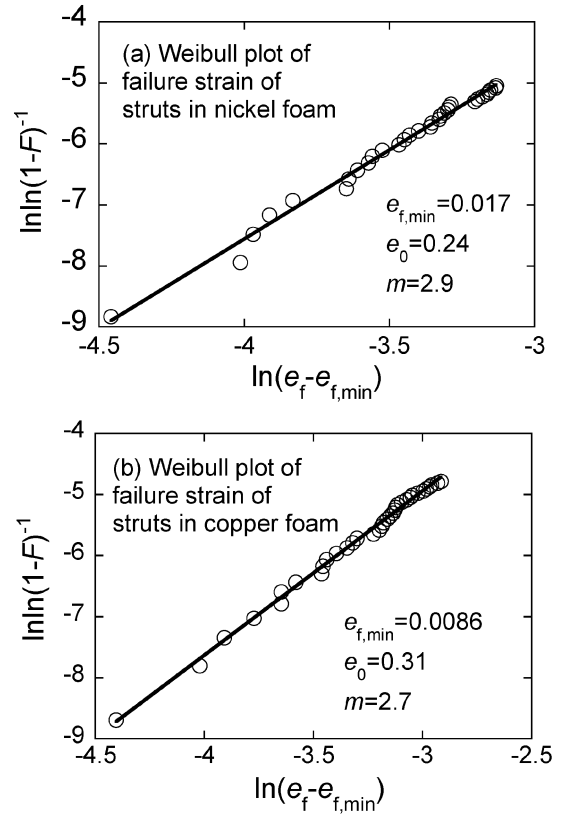 -4
(a) Weibull plot of
failure strain of
struts in nickel foam
-5
-6
-7
-8
-9
lnln(1-F)^-1
e_f,min=0.017
e_0=0.24
m=2.9
-4.5 -4 -3.5 -3
ln(e_f-e_f,min)
-4
(b) Weibull plot of
failure strain of
struts in copper foam
-5
-6
-7
-8
-9
lnln(1-F)^-1
e_f,min=0.0086
e_0=0.31
m=2.7
-4.5 -4 -3.5 -3 -2.5
ln(e_f-e_f,min)